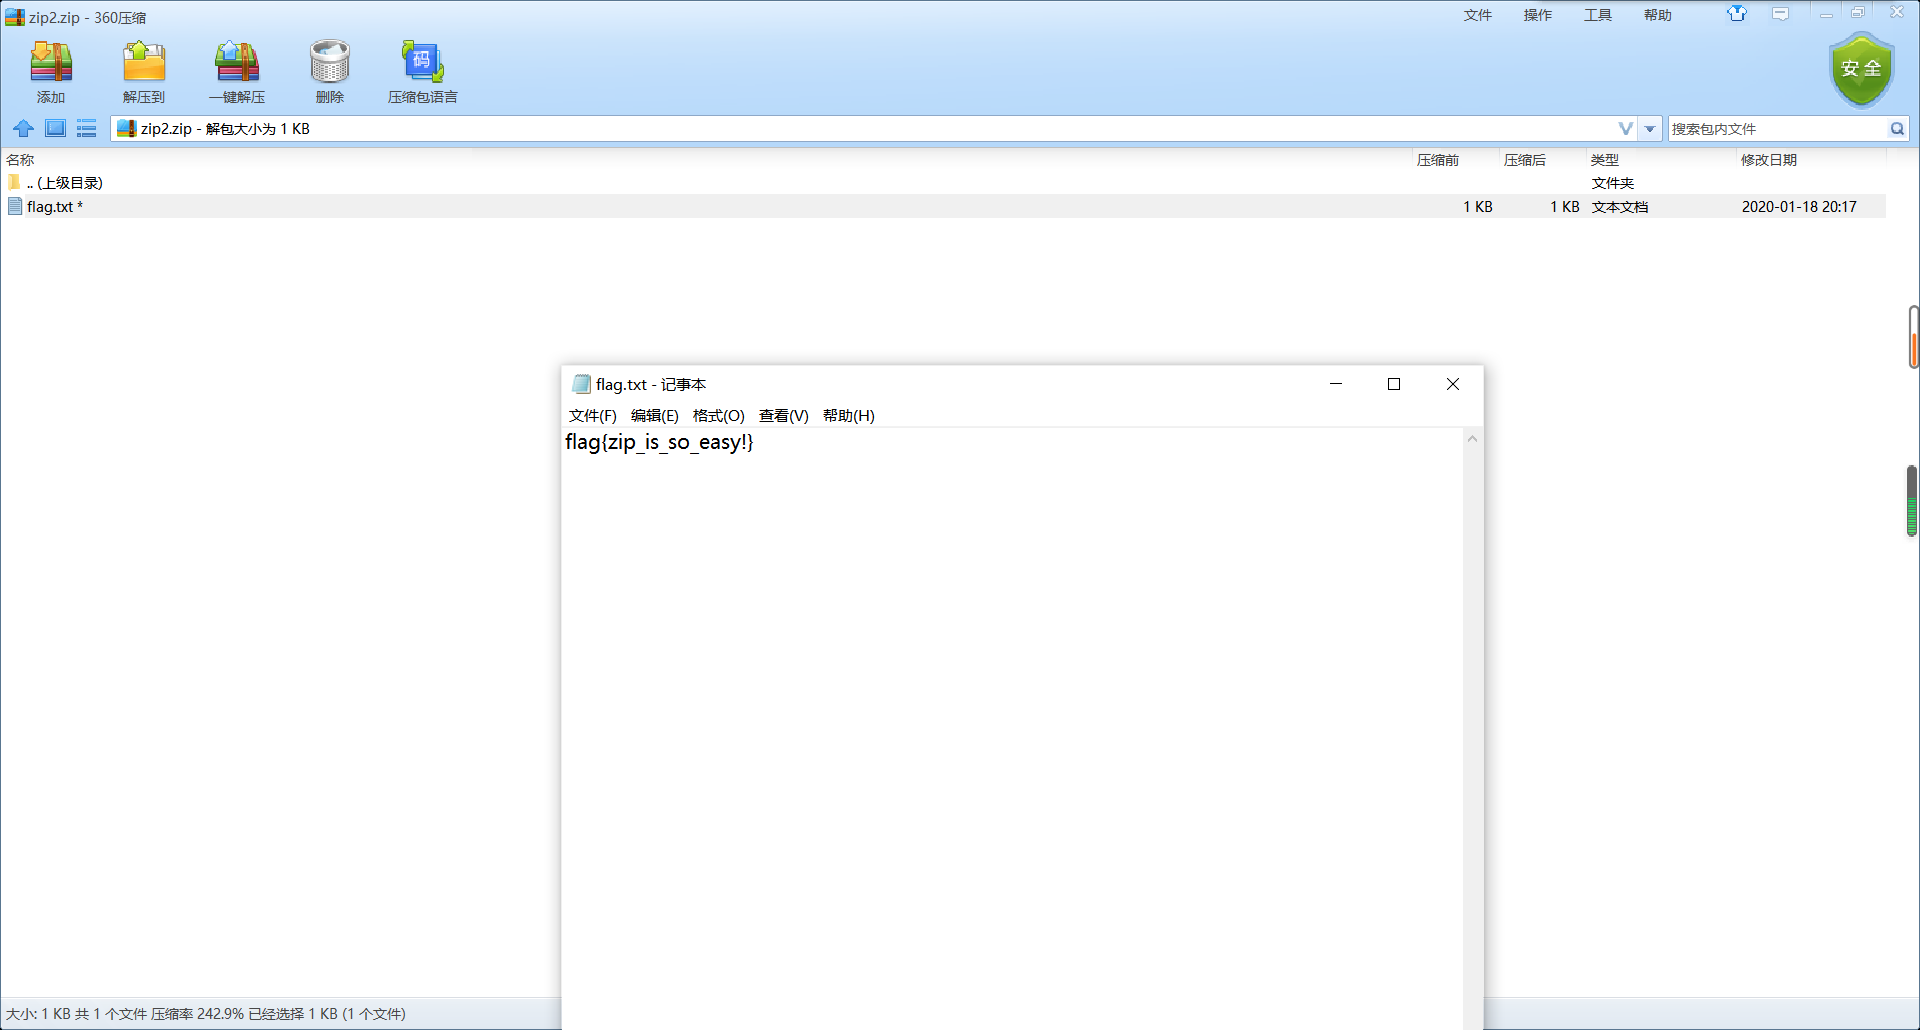 zip2.zip - 360压缩
文件 操作 工具 帮助
添加 解压到 一键解压 删除 码 压缩包语言
安全
zip2.zip - 解包大小为 1 KB
搜索包内文件
名称 压缩前 压缩后 类型 修改日期
.. (上级目录) 文件夹
flag.txt * 1 KB 1 KB 文本文档 2020-01-18 20:17
flag.txt - 记事本
文件(F) 编辑(E) 格式(O) 查看(V) 帮助(H)
flag{zip_is_so_easy!}
大小: 1 KB 共 1 个文件 压缩率 242.9% 已经选择 1 KB (1 个文件)